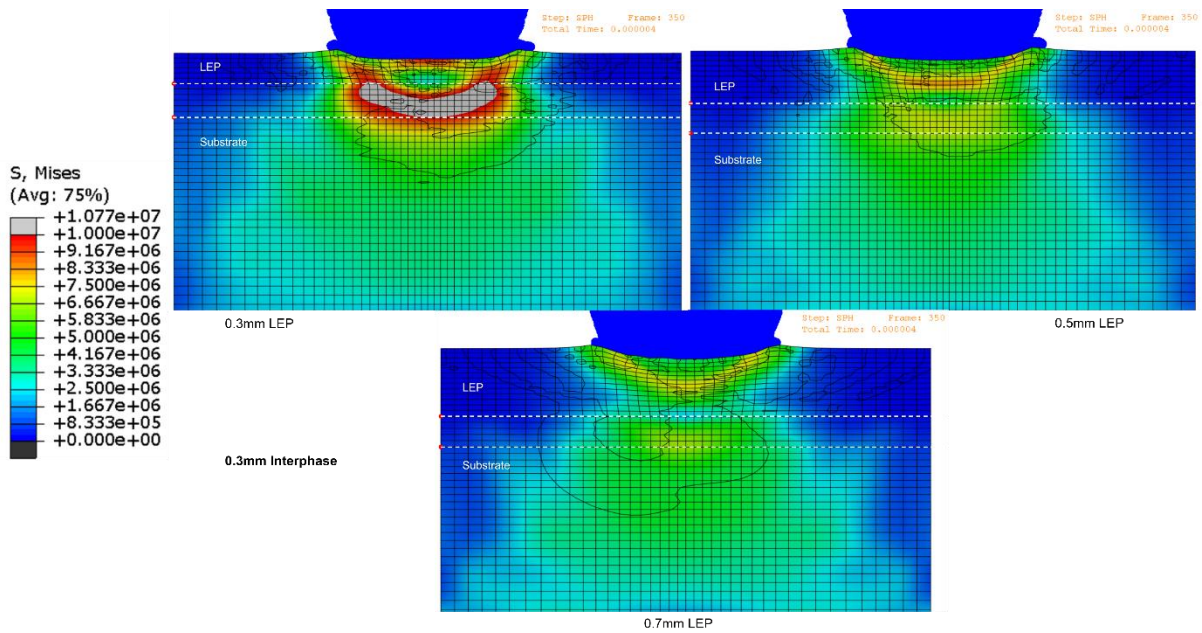 Step: SPH Frame: 350
Total Time: 0.000004
LEP
Substrate
0.3mm LEP
Step: SPH Frame: 350
Total Time: 0.000004
LEP
Substrate
0.5mm LEP
S, Mises
(Avg: 75%)
+1.077e+07
+1.000e+07
+9.167e+06
+8.333e+06
+7.500e+06
+6.667e+06
+5.833e+06
+5.000e+06
+4.167e+06
+3.333e+06
+2.500e+06
+1.667e+06
+8.333e+05
+0.000e+00
Step: SPH Frame: 350
Total Time: 0.000004
LEP
Substrate
0.3mm Interphase
0.7mm LEP